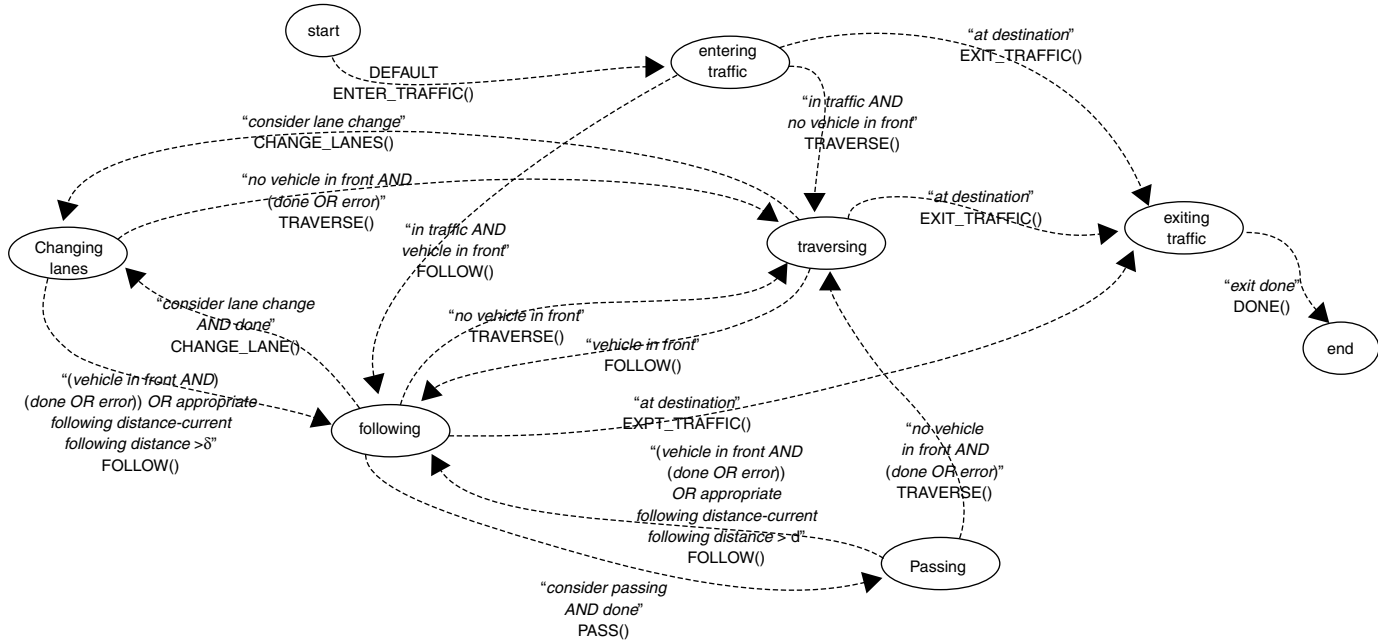 start
entering
traffic
“at destination”
EXIT_TRAFFIC()
DEFAULT
ENTER_TRAFFIC()
“in traffic AND
no vehicle in front”
TRAVERSE()
“consider lane change”
CHANGE_LANES()
“no vehicle in front AND
(done OR error)”
TRAVERSE()
“at destination”
EXIT_TRAFFIC()
exiting
traffic
Changing
lanes
“in traffic AND
vehicle in front”
FOLLOW()
traversing
“exit done”
DONE()
end
“consider lane change
AND done”
CHANGE_LANE()
“no vehicle in front”
TRAVERSE()
“vehicle in front”
FOLLOW()
“(vehicle in front AND)
(done OR error)) OR appropriate
following distance-current
following distance >δ”
FOLLOW()
following
“at destination”
EXPT_TRAFFIC()
“(vehicle in front AND
(done OR error))
OR appropriate
following distance-current
following distance > d”
FOLLOW()
“no vehicle
in front AND
(done OR error)”
TRAVERSE()
Passing
“consider passing
AND done”
PASS()